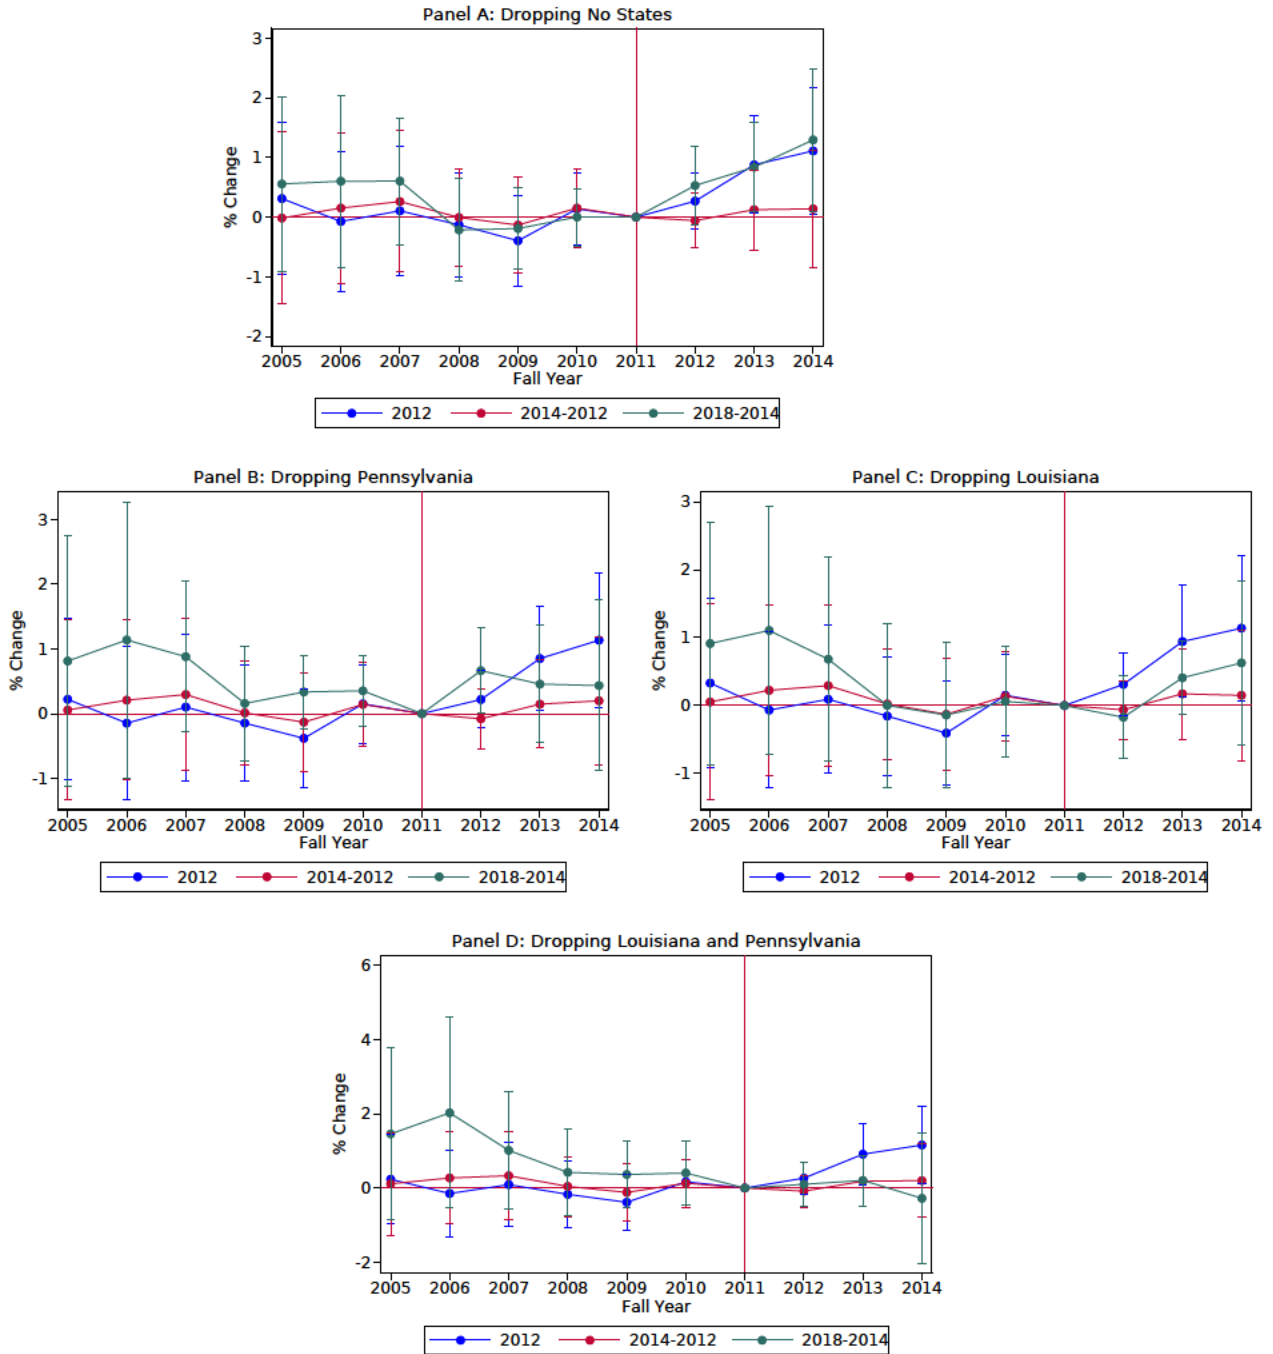 Panel A: Dropping No States
% Change
3
2
1
0
-1
-2
2005 2006 2007 2008 2009 2010 2011 2012 2013 2014
Fall Year
2012 2014-2012 2018-2014
Panel B: Dropping Pennsylvania
% Change
3
2
1
0
-1
2005 2006 2007 2008 2009 2010 2011 2012 2013 2014
Fall Year
2012 2014-2012 2018-2014
Panel C: Dropping Louisiana
% Change
3
2
1
0
-1
2005 2006 2007 2008 2009 2010 2011 2012 2013 2014
Fall Year
2012 2014-2012 2018-2014
Panel D: Dropping Louisiana and Pennsylvania
% Change
6
4
2
0
-2
2005 2006 2007 2008 2009 2010 2011 2012 2013 2014
Fall Year
2012 2014-2012 2018-2014